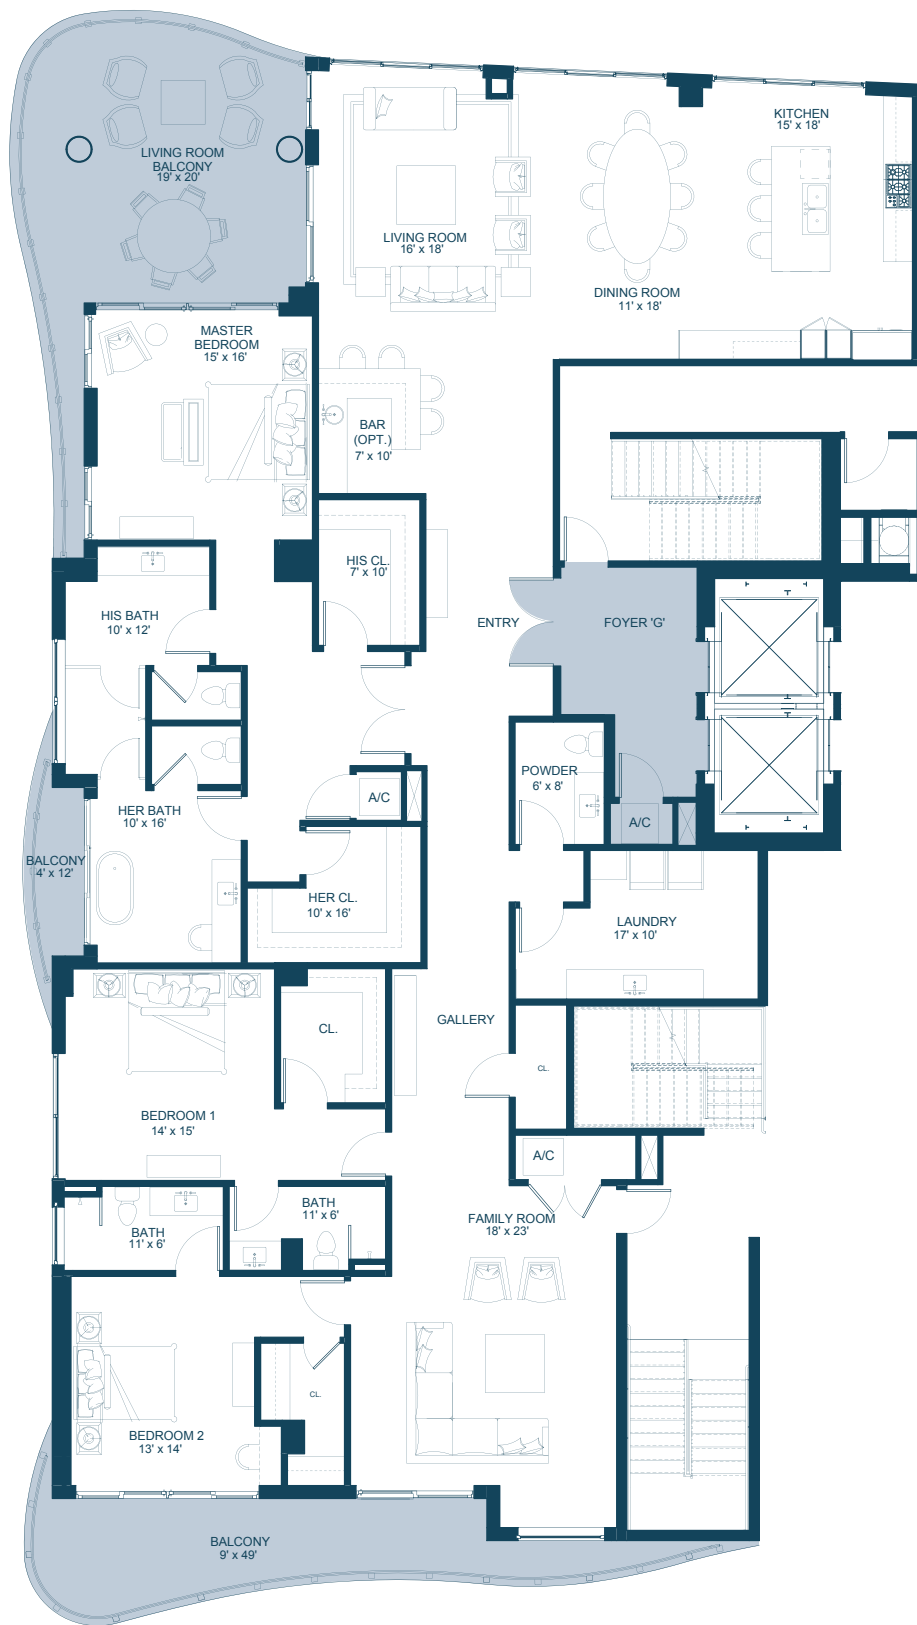 KITCHEN
15' x 18'
LIVING ROOM
BALCONY
19' x 20'
LIVING ROOM
16' x 18'
DINING ROOM
11' x 18'
MASTER
BEDROOM
15' x 16'
BAR
(OPT.)
7' x 10'
HIS CL.
7' x 10'
HIS BATH
10' x 12'
ENTRY
FOYER 'G'
POWDER
6' x 8'
A/C
HER BATH
10' x 16'
A/C
BALCONY
4' x 12'
HER CL.
10' x 16'
LAUNDRY
17' x 10'
GALLERY
CL.
CL.
BEDROOM 1
14' x 15'
A/C
BATH
11' x 6'
FAMILY ROOM
18' x 23'
BATH
11' x 6'
CL.
BEDROOM 2
13' x 14'
BALCONY
9' x 49'